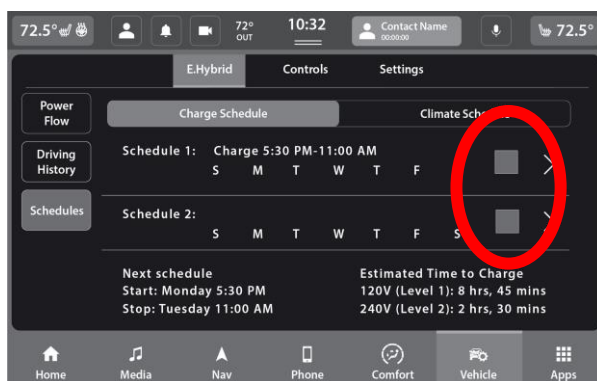 72.5°
72°
OUT
10:32
Contact Name
00:00:00
72.5°
E.Hybrid Controls Settings
Power
Flow
Charge Schedule
Climate
Driving
History
Schedule 1: Charge 5:30 PM-11:00 AM
S M T W T F
Schedules
Schedule 2:
S M T W T F S
Next schedule
Start: Monday 5:30 PM
Stop: Tuesday 11:00 AM
Estimated Time to Charge
120V (Level 1): 8 hrs, 45 mins
240V (Level 2): 2 hrs, 30 mins
Home Media Nav Phone Comfort Vehicle Apps